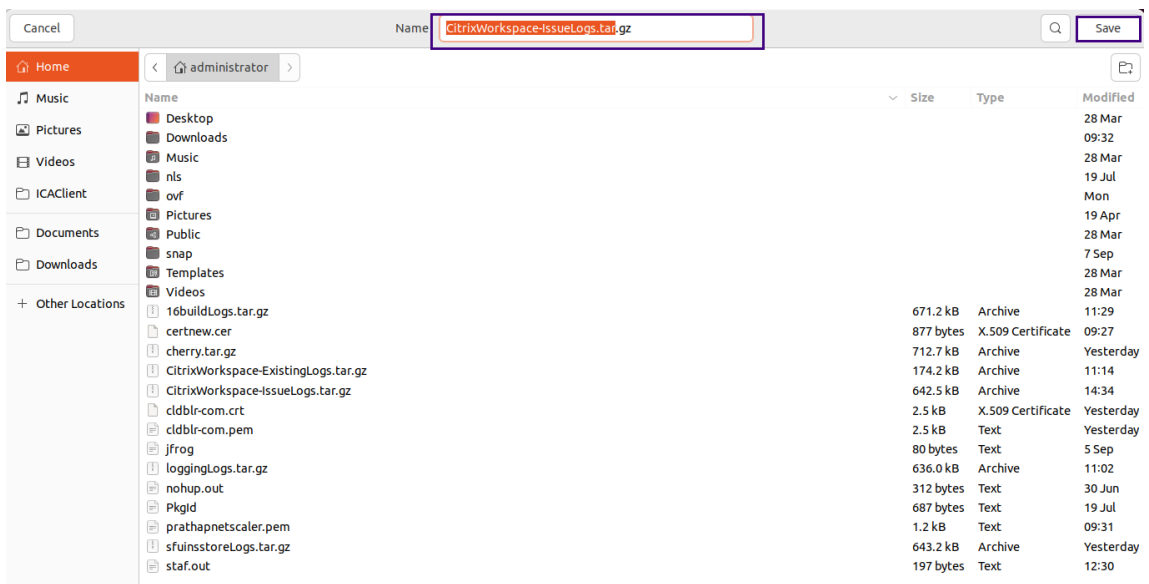 Cancel Name CitrixWorkspace-IssueLogs.tar.gz Save
Home administrator
Music Name Size Type Modified
Desktop 28 Mar
Pictures
Downloads 09:32
Videos Music 28 Mar
nls 19 Jul
ICAClient ovf Mon
Pictures 19 Apr
Documents Public 28 Mar
snap 7 Sep
Downloads
Templates 28 Mar
Videos 28 Mar
+ Other Locations
16buildLogs.tar.gz 671.2 kB Archive 11:29
certnew.cer 877 bytes X.509 Certificate 09:27
cherry.tar.gz 712.7 kB Archive Yesterday
CitrixWorkspace-ExistingLogs.tar.gz 174.2 kB Archive 11:14
CitrixWorkspace-IssueLogs.tar.gz 642.5 kB Archive 14:34
cldblr-com.crt 2.5 kB X.509 Certificate Yesterday
cldblr-com.pem 2.5 kB Text Yesterday
jfrog 80 bytes Text 5 Sep
loggingLogs.tar.gz 636.0 kB Archive 11:02
nohup.out 312 bytes Text 30 Jun
PkgId 687 bytes Text 19 Jul
prathapnetscaler.pem 1.2 kB Text 09:31
sfuinsstoreLogs.tar.gz 643.2 kB Archive Yesterday
staf.out 197 bytes Text 12:30